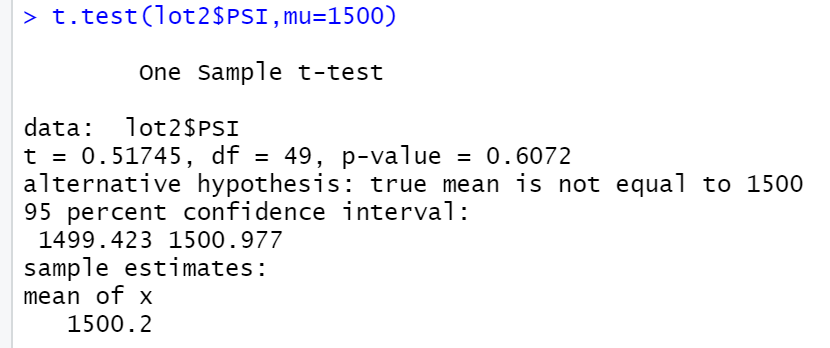 > t.test(lot2$PSI,mu=1500)
One Sample t-test
data:  lot2$PSI
t = 0.51745, df = 49, p-value = 0.6072
alternative hypothesis: true mean is not equal to 1500
95 percent confidence interval:
1499.423 1500.977
sample estimates:
mean of x
1500.2